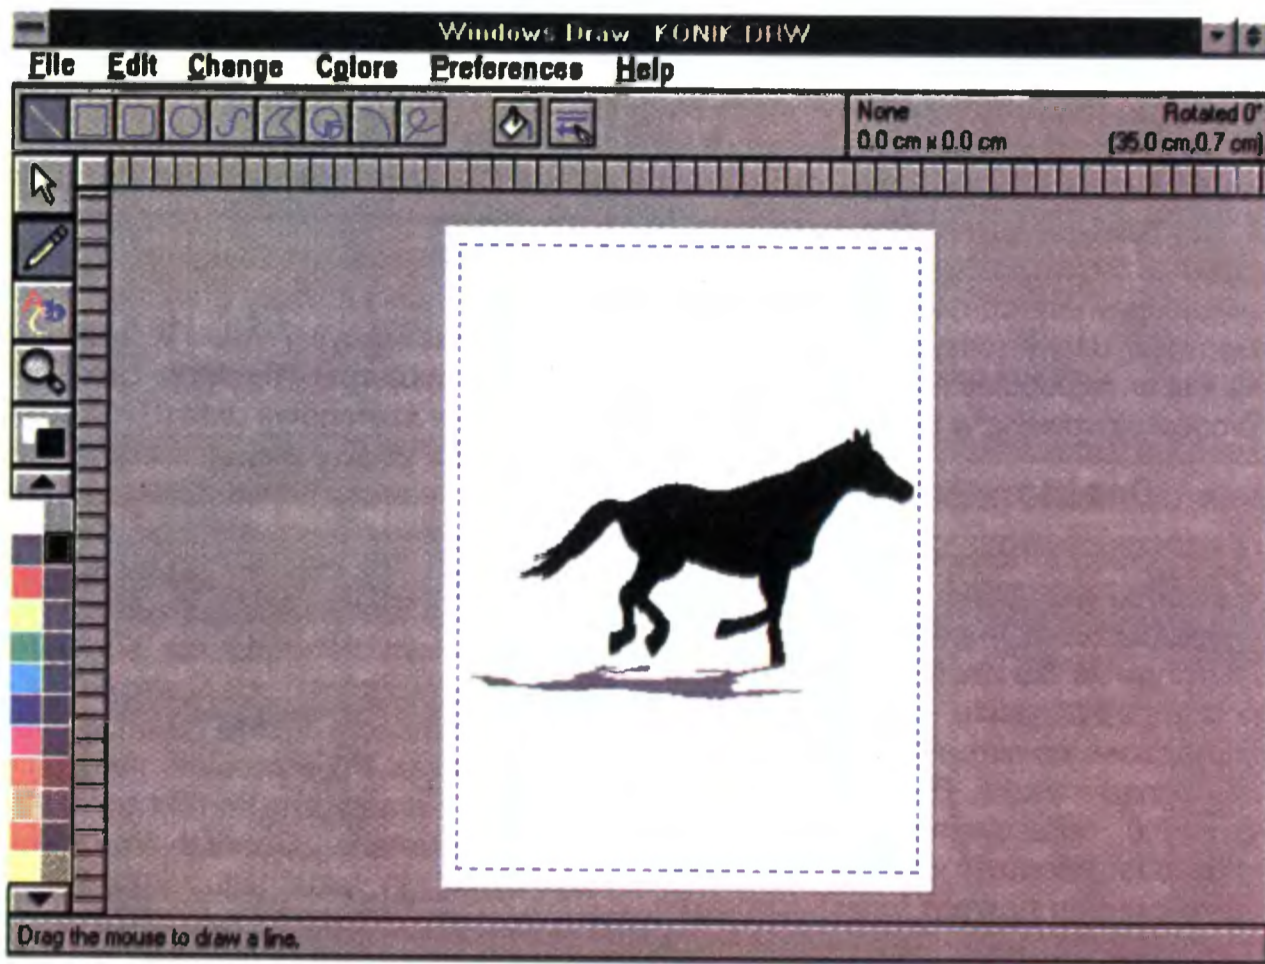 Windows Draw KONIK.DRW
File Edit Change Colors Preferences Help
None Rotated 0°
0.0 cm x 0.0 cm (35.0 cm,0.7 cm)
Ab
Drag the mouse to draw a line.